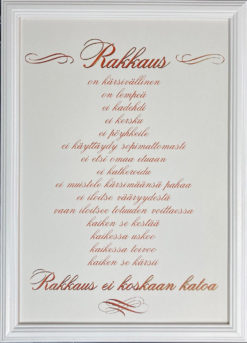 Rakkaus
on kärsivällinen
on lempeä
ei kadehdi
ei kersku
ei pöyhkeile
ei käyttäydy sopimattomasti
ei etsi omaa etuaan
ei katkeroidu
ei muistele kärsimäänsä pahaa
ei iloitse vääryydestä
vaan iloitsee totuuden voittaessa
kaiken se kestää
kaikessa uskoo
kaikessa toivoo
kaiken se kärsii
Rakkaus ei koskaan katoa